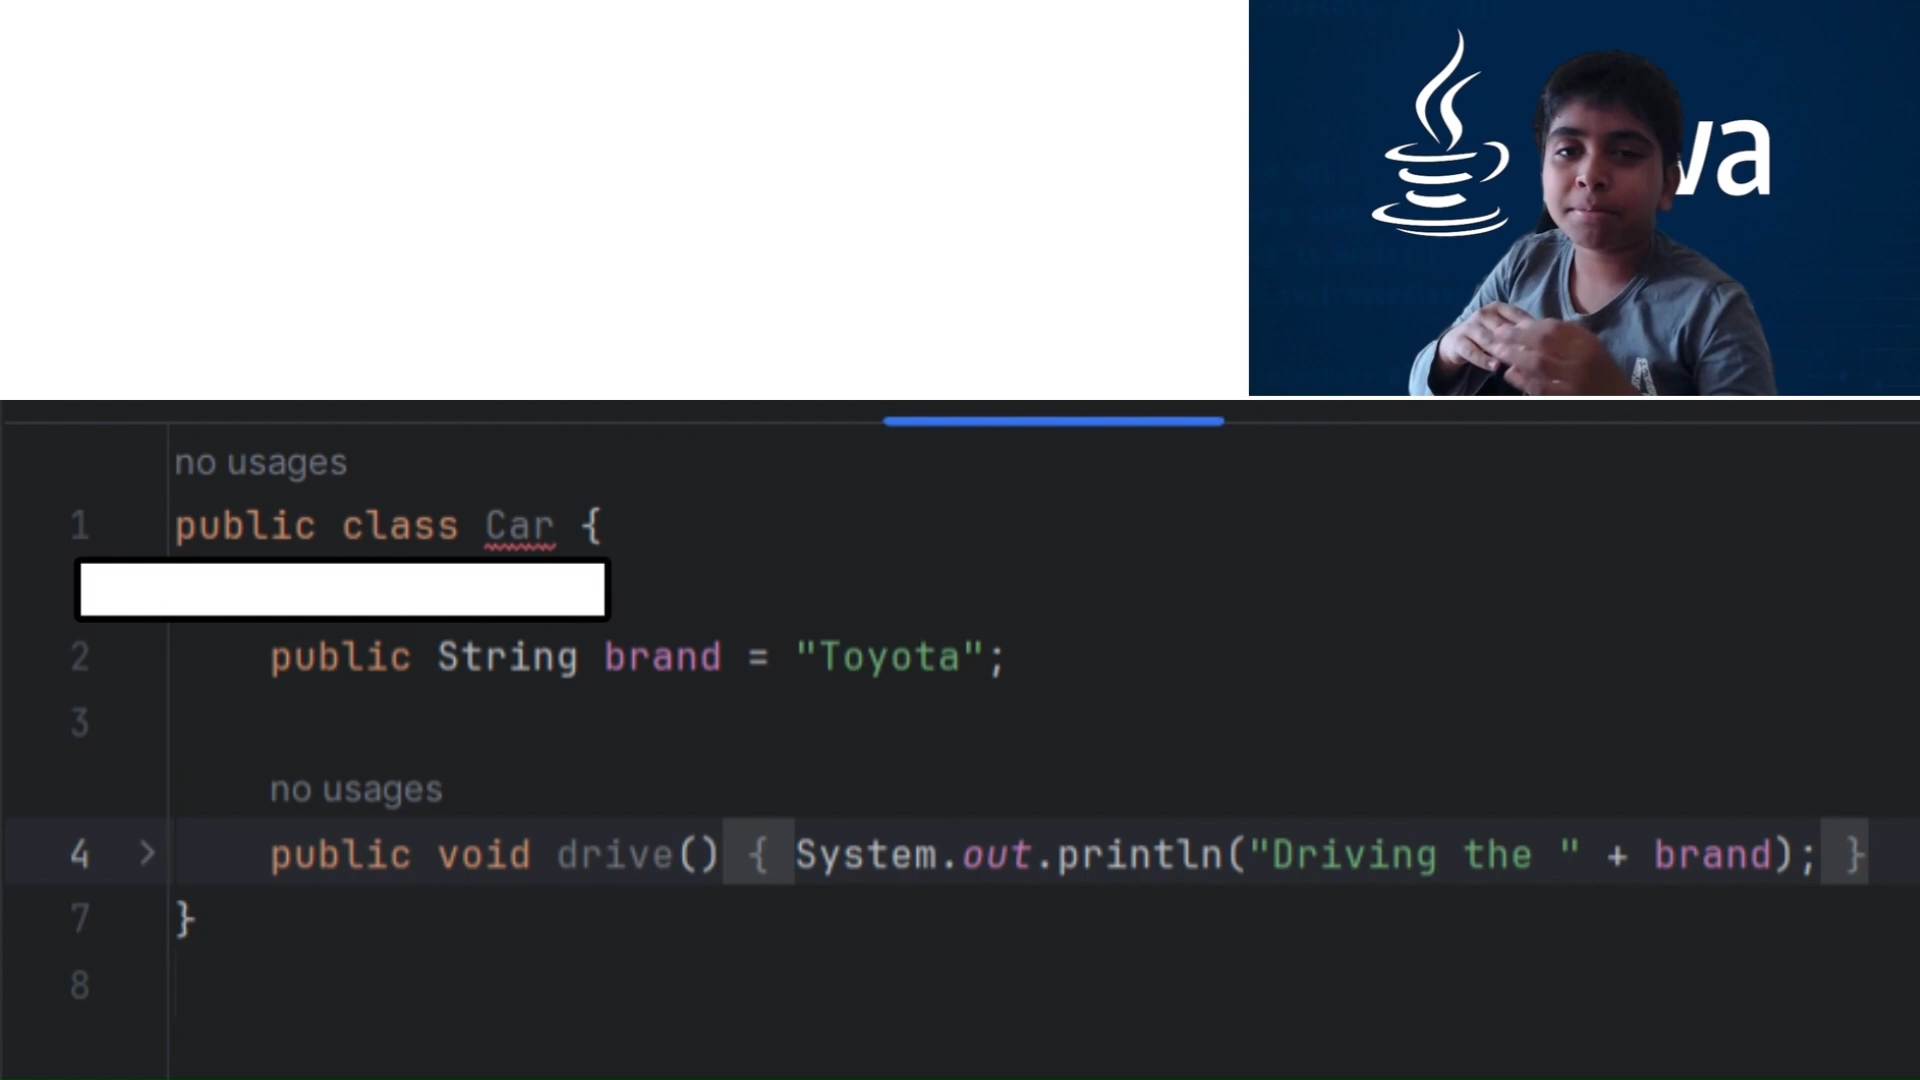 va
no usages
1 public class Car {
2 public String brand = "Toyota";
3
no usages
4 > public void drive() { System.out.println("Driving the " + brand); }
7 }
8